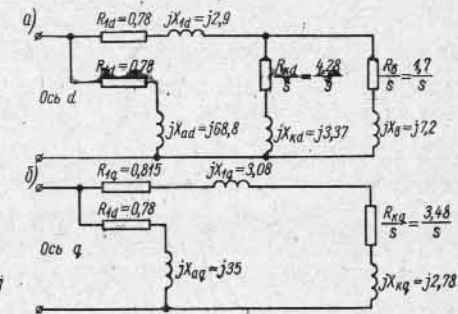 а)
R1d=0,78
jX1d=j2,9
R1d=0,78
Rкd/s = 4,28/s
Rв/s = 1,7/s
Ось d
jXad=j68,8
jXкd=j3,37
jXв=j7,2
б)
R1q=0,815
jX1q=3,08
R1d=0,78
Rкq/s = 3,48/s
Ось q
jXaq=j35
jXкq=j2,78
j